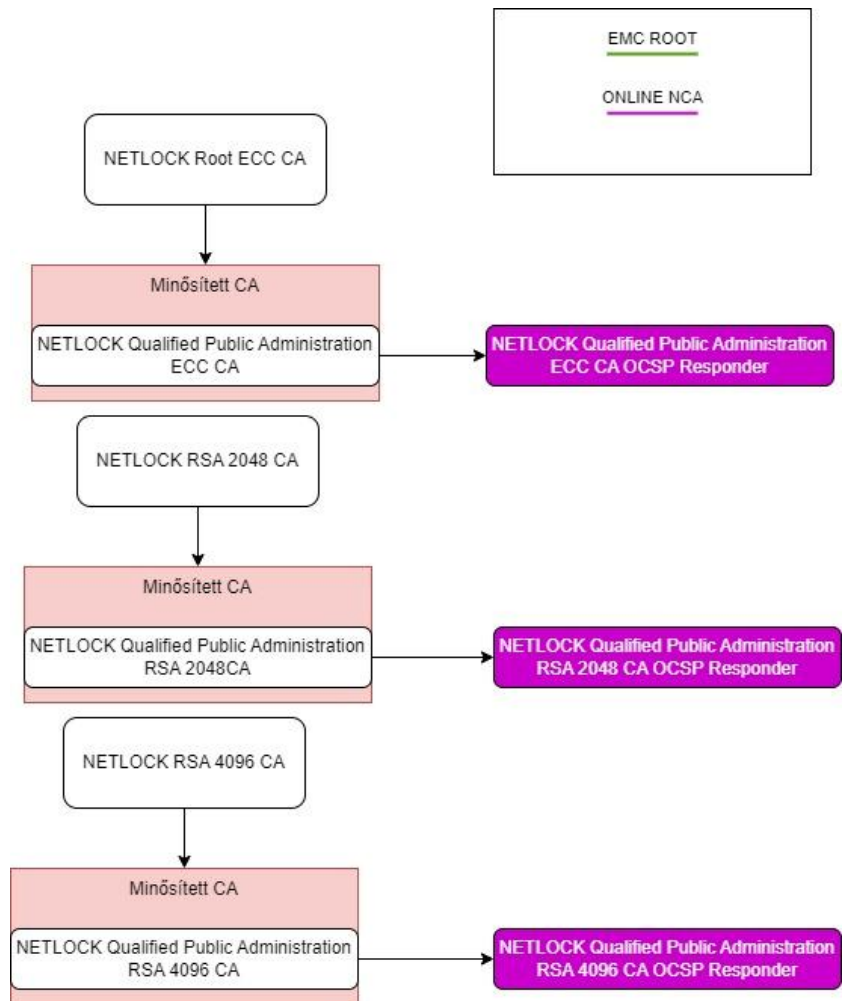 EMC ROOT
ONLINE NCA
NETLOCK Root ECC CA
Minősített CA
NETLOCK Qualified Public Administration
ECC CA
NETLOCK Qualified Public Administration
ECC CA OCSP Responder
NETLOCK RSA 2048 CA
Minősített CA
NETLOCK Qualified Public Administration
RSA 2048CA
NETLOCK Qualified Public Administration
RSA 2048 CA OCSP Responder
NETLOCK RSA 4096 CA
Minősített CA
NETLOCK Qualified Public Administration
RSA 4096 CA
NETLOCK Qualified Public Administration
RSA 4096 CA OCSP Responder